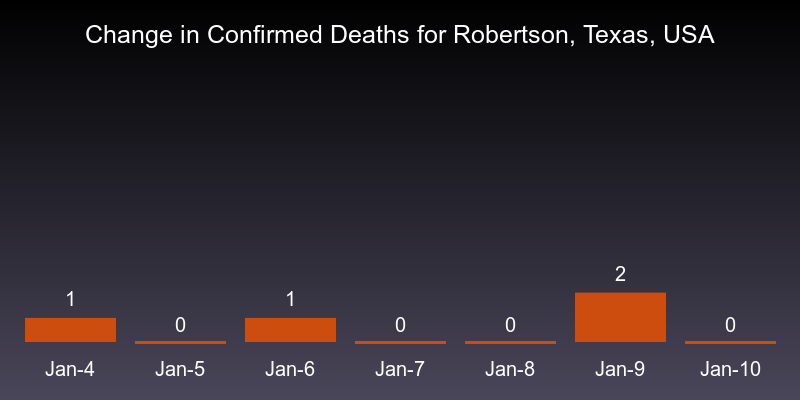 Change in Confirmed Deaths for Robertson, Texas, USA
1 0 1 0 0 2 0
Jan-4 Jan-5 Jan-6 Jan-7 Jan-8 Jan-9 Jan-10